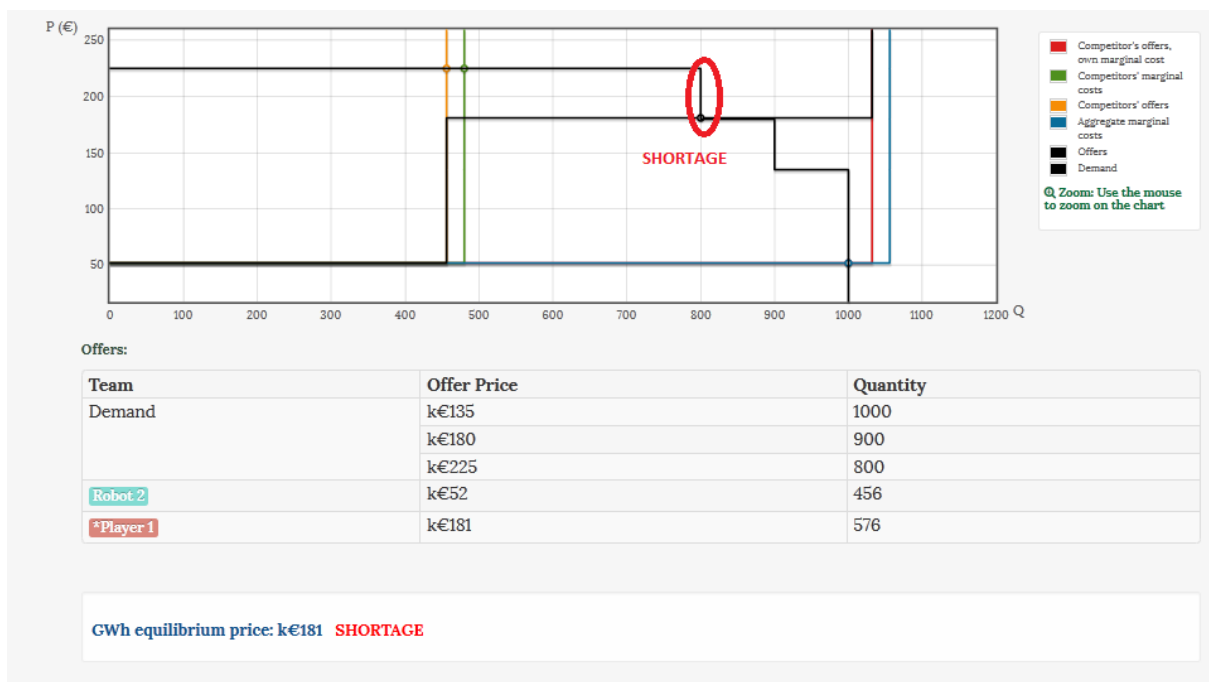 P (€)
250
200
150
100
50
0 100 200 300 400 500 600 700 800 900 1000 1100 1200 Q
SHORTAGE
Competitor's offers,
own marginal cost
Competitors' marginal
costs
Competitors' offers
Aggregate marginal
costs
Offers
Demand
Zoom: Use the mouse
to zoom on the chart
Offers:
Team Offer Price Quantity
Demand k€135 1000
k€180 900
k€225 800
Robot 2 k€52 456
*Player 1 k€181 576
GWh equilibrium price: k€181 SHORTAGE